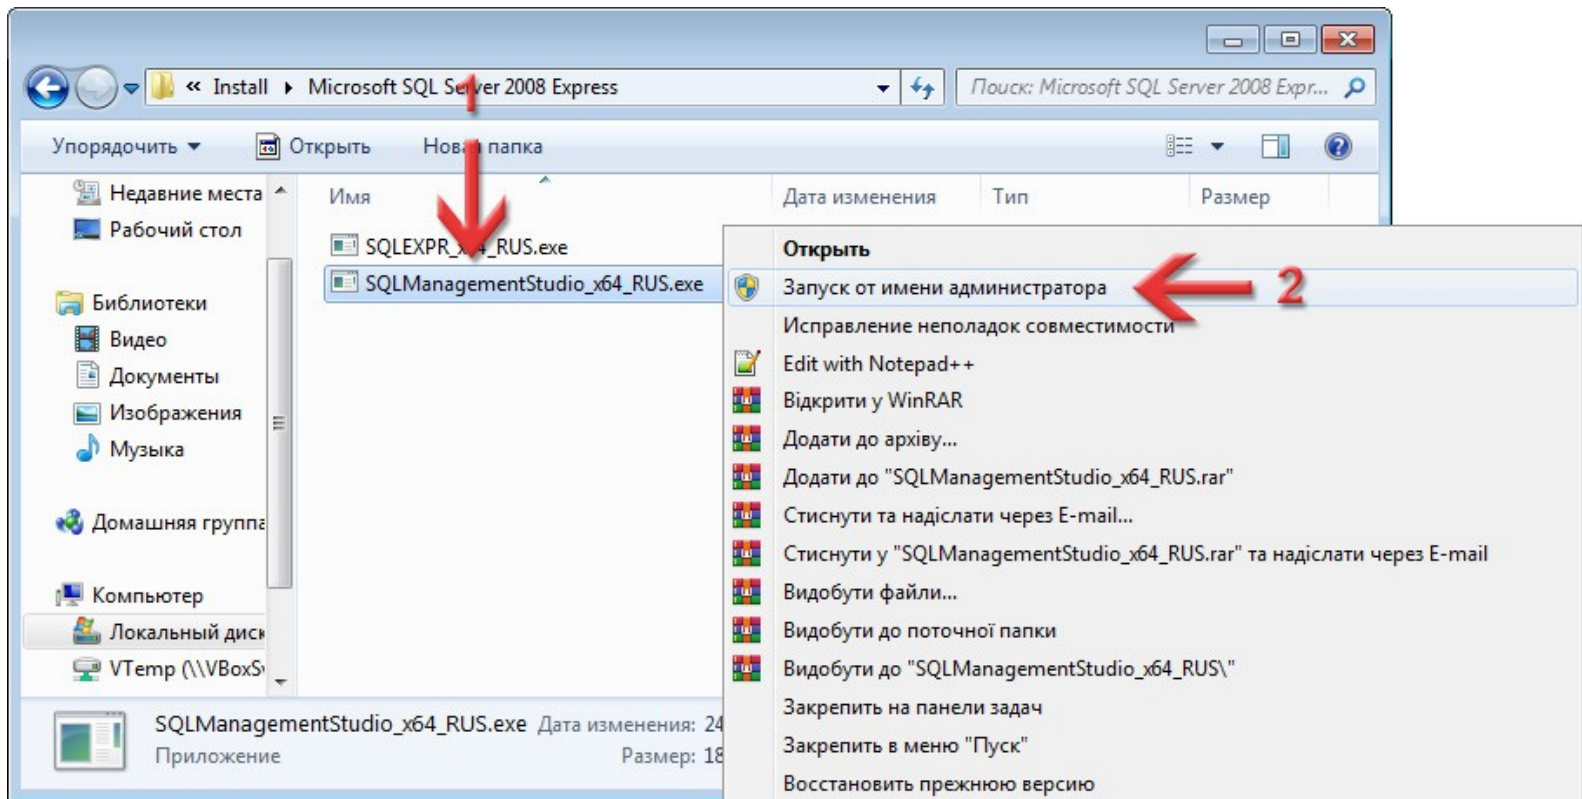 « Install ▸ Microsoft SQL Server 2008 Express
Поиск: Microsoft SQL Server 2008 Expr...
1
Упорядочить Открыть Новая папка
Имя Дата изменения Тип Размер
Недавние места
Рабочий стол
Библиотеки
Видео
Документы
Изображения
Музыка
Домашняя группа
Компьютер
Локальный диск
VTemp (\\VBoxSv
SQLEXPR_x64_RUS.exe
SQLManagementStudio_x64_RUS.exe
Открыть
Запуск от имени администратора
2
Исправление неполадок совместимости
Edit with Notepad++
Відкрити у WinRAR
Додати до архіву...
Додати до "SQLManagementStudio_x64_RUS.rar"
Стиснути та надіслати через E-mail...
Стиснути у "SQLManagementStudio_x64_RUS.rar" та надіслати через E-mail
Видобути файли...
Видобути до поточної папки
Видобути до "SQLManagementStudio_x64_RUS\"
Закрепить на панели задач
Закрепить в меню "Пуск"
Восстановить прежнюю версию
SQLManagementStudio_x64_RUS.exe Дата изменения: 24
Приложение Размер: 18